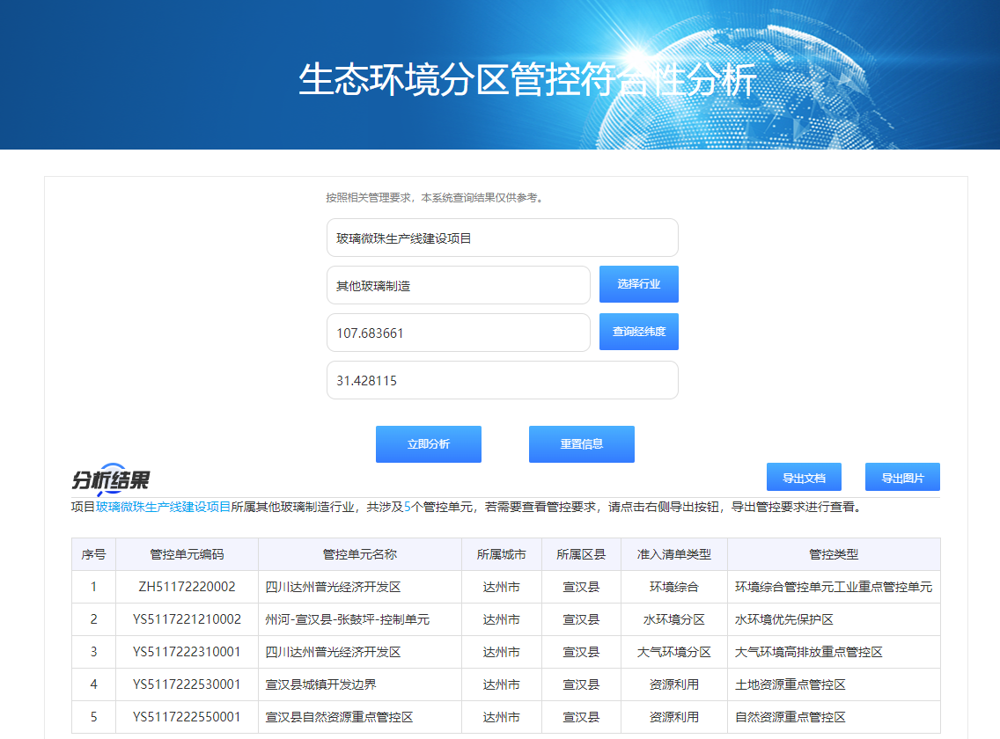 生态环境分区管控符合性分析
按照相关管理要求，本系统查询结果仅供参考。
玻璃微珠生产线建设项目
其他玻璃制造 选择行业
107.683661 查询经纬度
31.428115
立即分析 重置信息
分析结果 导出文档 导出图片
项目玻璃微珠生产线建设项目所属其他玻璃制造行业，共涉及5个管控单元，若需要查看管控要求，请点击右侧导出按钮，导出管控要求进行查看。
序号 管控单元编码 管控单元名称 所属城市 所属区县 准入清单类型 管控类型
1 ZH51172220002 四川达州普光经济开发区 达州市 宣汉县 环境综合 环境综合管控单元工业重点管控单元
2 YS5117221210002 州河-宣汉县-张鼓坪-控制单元 达州市 宣汉县 水环境分区 水环境优先保护区
3 YS5117222310001 四川达州普光经济开发区 达州市 宣汉县 大气环境分区 大气环境高排放重点管控区
4 YS5117222530001 宣汉县城镇开发边界 达州市 宣汉县 资源利用 土地资源重点管控区
5 YS5117222550001 宣汉县自然资源重点管控区 达州市 宣汉县 资源利用 自然资源重点管控区